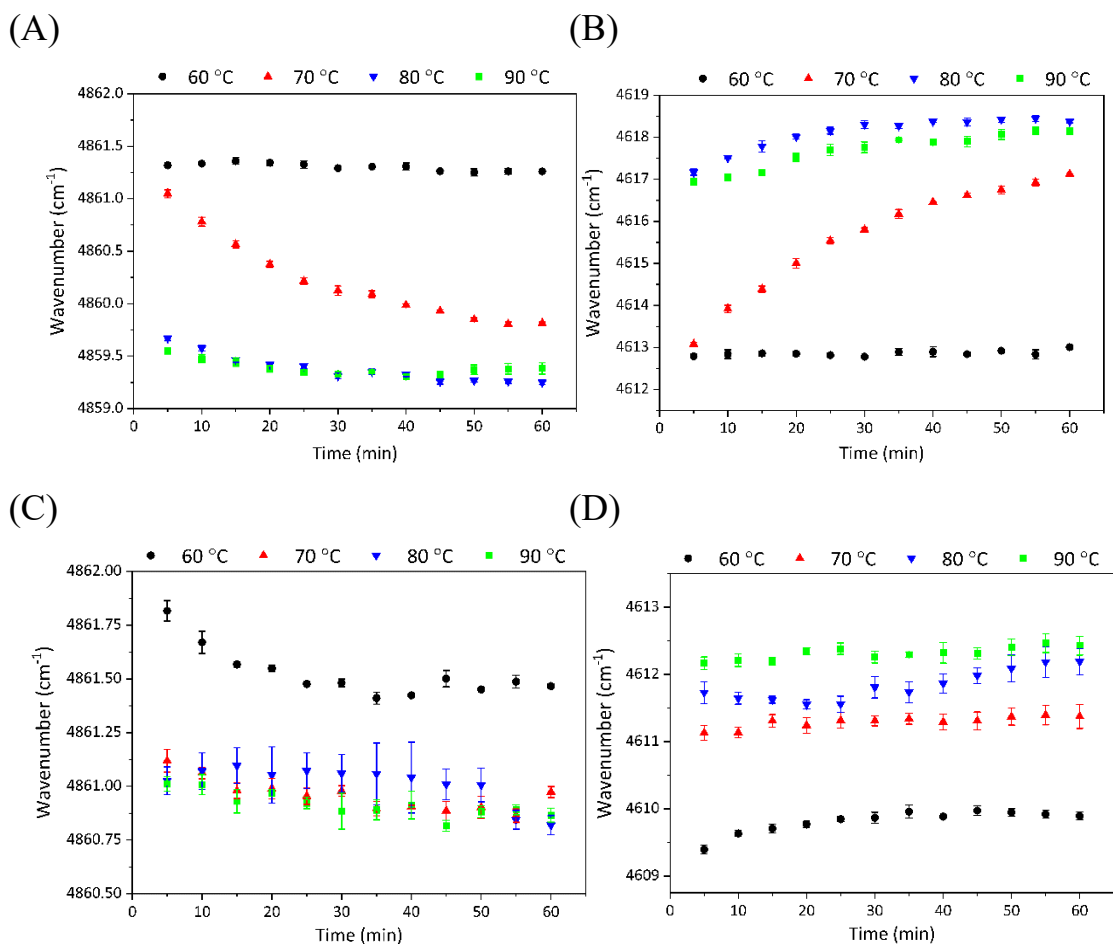 (A)
60 °C 70 °C 80 °C 90 °C
4862.0
4861.5
4861.0
4860.5
4860.0
4859.5
4859.0
Wavenumber (cm-1)
0 10 20 30 40 50 60
Time (min)
(B)
60 °C 70 °C 80 °C 90 °C
4619
4618
4617
4616
4615
4614
4613
4612
Wavenumber (cm-1)
0 10 20 30 40 50 60
Time (min)
(C)
60 °C 70 °C 80 °C 90 °C
4862.00
4861.75
4861.50
4861.25
4861.00
4860.75
4860.50
Wavenumber (cm-1)
0 10 20 30 40 50 60
Time (min)
(D)
60 °C 70 °C 80 °C 90 °C
4613
4612
4611
4610
4609
Wavenumber (cm-1)
0 10 20 30 40 50 60
Time (min)